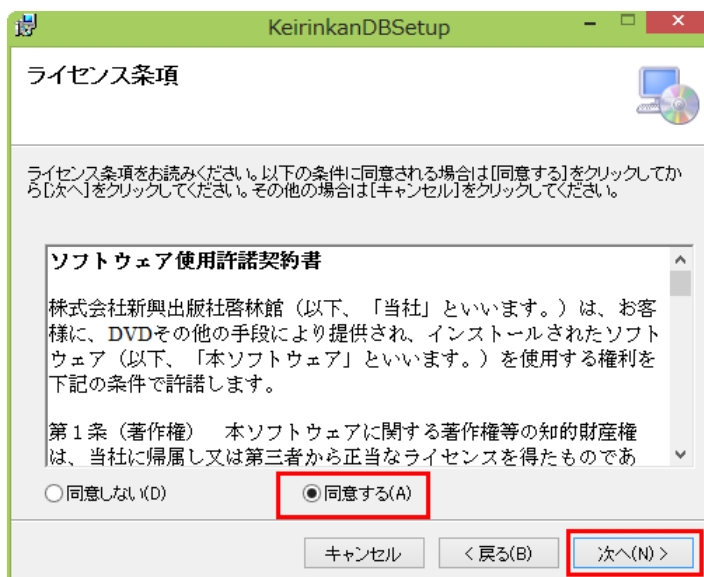 KeirinkanDBSetup
ライセンス条項
ライセンス条項をお読みください。以下の条件に同意される場合は[同意する]をクリックしてか
ら[次へ]をクリックしてください。その他の場合は[キャンセル]をクリックしてください。
ソフトウェア使用許諾契約書
株式会社新興出版社啓林館（以下、「当社」といいます。）は、お客
様に、DVDその他の手段により提供され、インストールされたソフト
ウェア（以下、「本ソフトウェア」といいます。）を使用する権利を
下記の条件で許諾します。
第１条（著作権）　本ソフトウェアに関する著作権等の知的財産権
は、当社に帰属し又は第三者から正当なライセンスを得たものであ
同意しない(D)
同意する(A)
キャンセル
< 戻る(B)
次へ(N) >